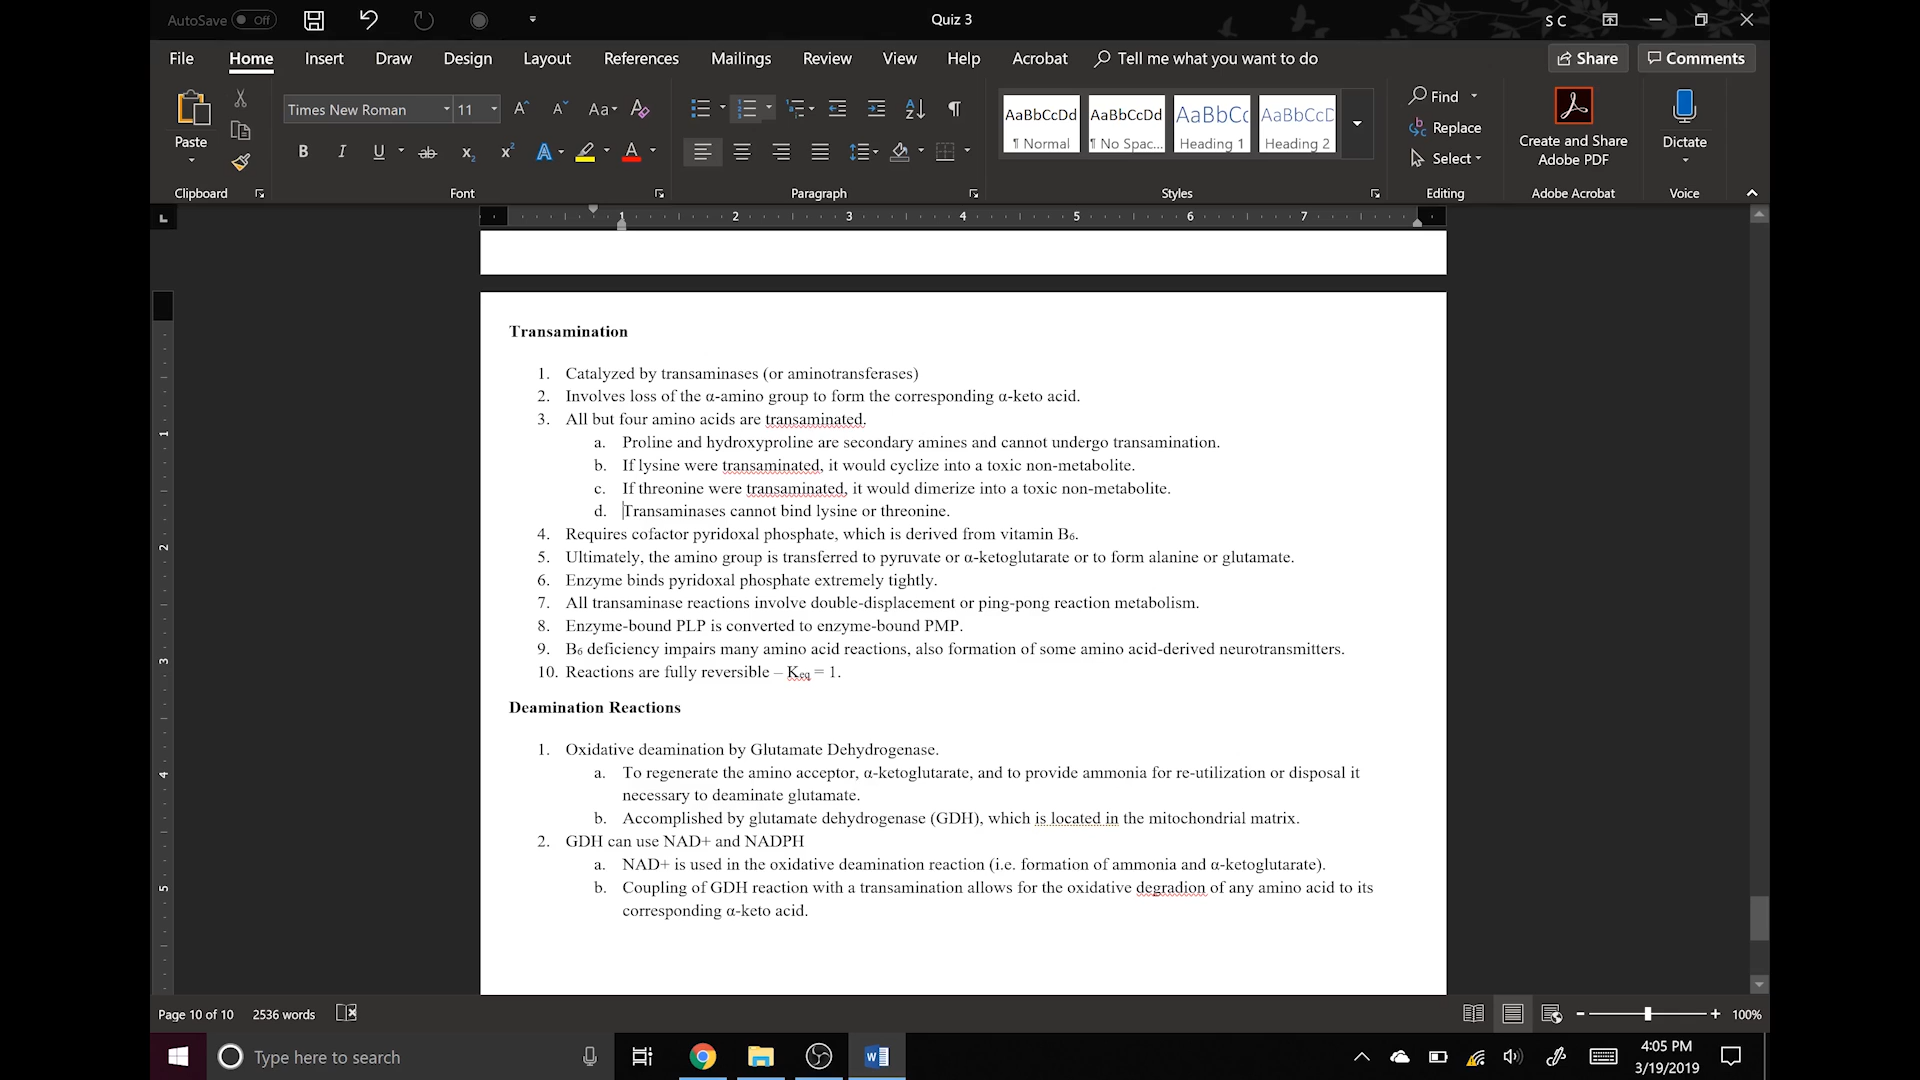 AutoSave Off
Quiz 3
S C
File Home Insert Draw Design Layout References Mailings Review View Help Acrobat Tell me what you want to do
Share Comments
Paste
Clipboard
Times New Roman 11
Font
Paragraph
AaBbCcDd AaBbCcDd AaBbCc AaBbCcD
¶ Normal ¶ No Spac... Heading 1 Heading 2
Styles
Find
Replace
Select
Editing
Create and Share
Adobe PDF
Adobe Acrobat
Dictate
Voice
1 2 3 4 5 6 7
Transamination
1. Catalyzed by transaminases (or aminotransferases)
2. Involves loss of the α-amino group to form the corresponding α-keto acid.
3. All but four amino acids are transaminated.
a. Proline and hydroxyproline are secondary amines and cannot undergo transamination.
b. If lysine were transaminated, it would cyclize into a toxic non-metabolite.
c. If threonine were transaminated, it would dimerize into a toxic non-metabolite.
d. Transaminases cannot bind lysine or threonine.
4. Requires cofactor pyridoxal phosphate, which is derived from vitamin B₆.
5. Ultimately, the amino group is transferred to pyruvate or α-ketoglutarate or to form alanine or glutamate.
6. Enzyme binds pyridoxal phosphate extremely tightly.
7. All transaminase reactions involve double-displacement or ping-pong reaction metabolism.
8. Enzyme-bound PLP is converted to enzyme-bound PMP.
9. B₆ deficiency impairs many amino acid reactions, also formation of some amino acid-derived neurotransmitters.
10. Reactions are fully reversible – Keq = 1.
Deamination Reactions
1. Oxidative deamination by Glutamate Dehydrogenase.
a. To regenerate the amino acceptor, α-ketoglutarate, and to provide ammonia for re-utilization or disposal it
necessary to deaminate glutamate.
b. Accomplished by glutamate dehydrogenase (GDH), which is located in the mitochondrial matrix.
2. GDH can use NAD+ and NADPH
a. NAD+ is used in the oxidative deamination reaction (i.e. formation of ammonia and α-ketoglutarate).
b. Coupling of GDH reaction with a transamination allows for the oxidative degradion of any amino acid to its
corresponding α-keto acid.
1
2
3
4
5
Page 10 of 10 2536 words
100%
Type here to search
4:05 PM
3/19/2019